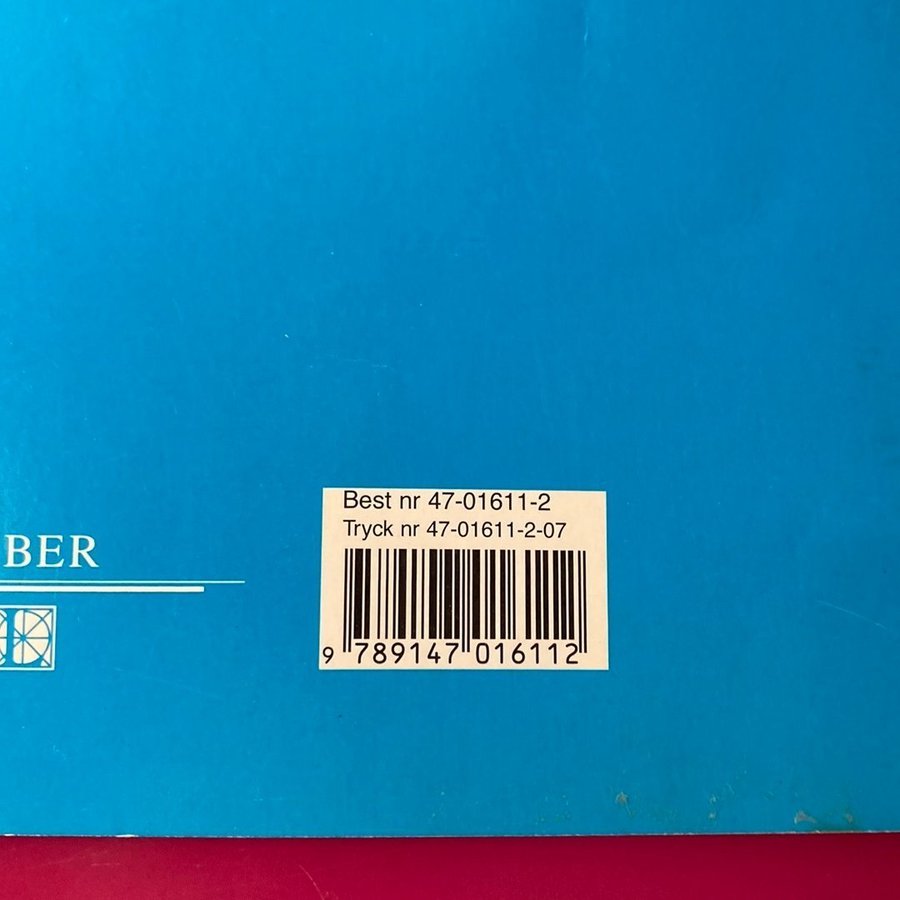 BER
Best nr 47-01611-2
Tryck nr 47-01611-2-07
9 789147 016112